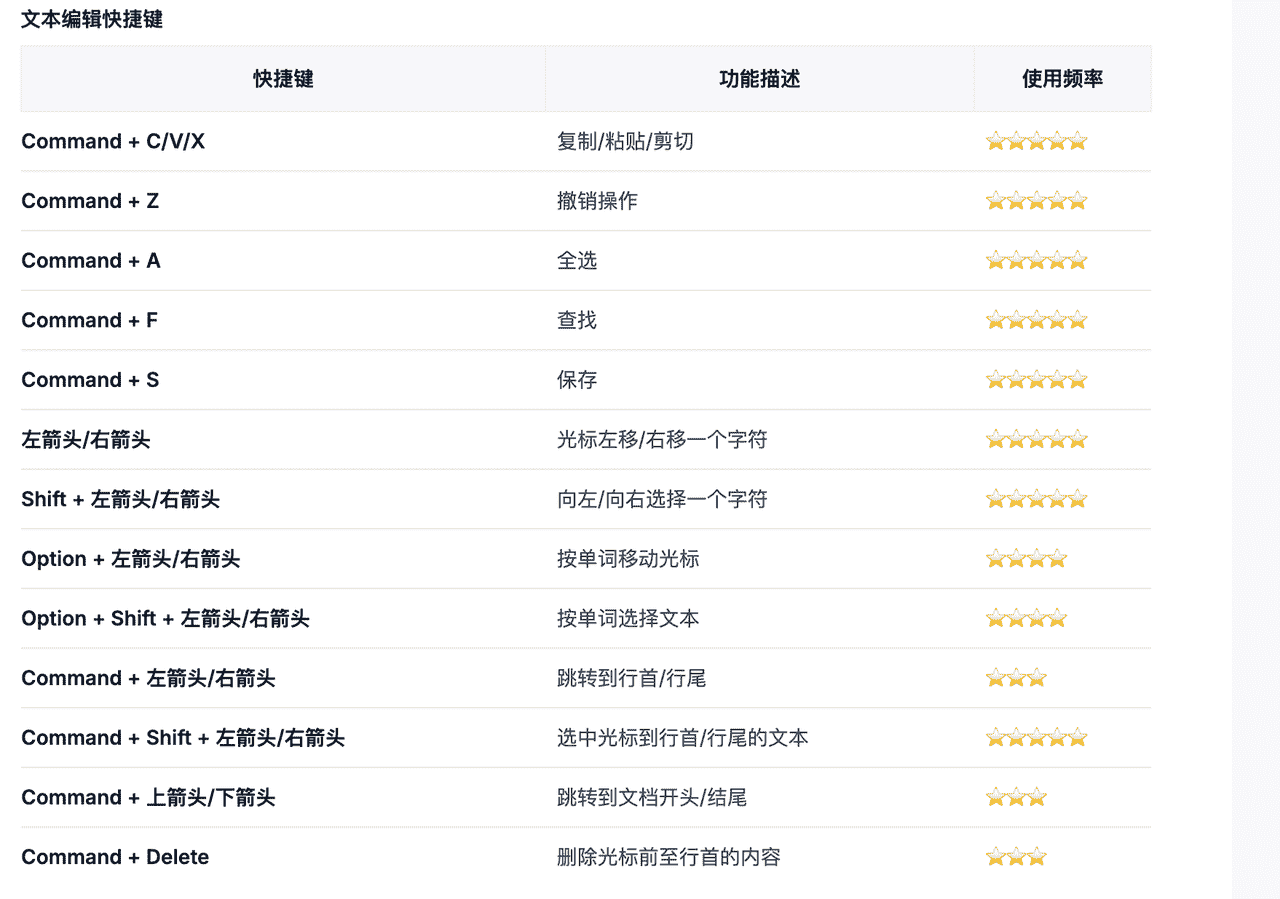 文本编辑快捷键
快捷键 功能描述 使用频率
Command + C/V/X 复制/粘贴/剪切 ⭐⭐⭐⭐⭐
Command + Z 撤销操作 ⭐⭐⭐⭐⭐
Command + A 全选 ⭐⭐⭐⭐⭐
Command + F 查找 ⭐⭐⭐⭐⭐
Command + S 保存 ⭐⭐⭐⭐⭐
左箭头/右箭头 光标左移/右移一个字符 ⭐⭐⭐⭐⭐
Shift + 左箭头/右箭头 向左/向右选择一个字符 ⭐⭐⭐⭐⭐
Option + 左箭头/右箭头 按单词移动光标 ⭐⭐⭐⭐
Option + Shift + 左箭头/右箭头 按单词选择文本 ⭐⭐⭐⭐
Command + 左箭头/右箭头 跳转到行首/行尾 ⭐⭐⭐
Command + Shift + 左箭头/右箭头 选中光标到行首/行尾的文本 ⭐⭐⭐⭐⭐
Command + 上箭头/下箭头 跳转到文档开头/结尾 ⭐⭐⭐
Command + Delete 删除光标前至行首的内容 ⭐⭐⭐